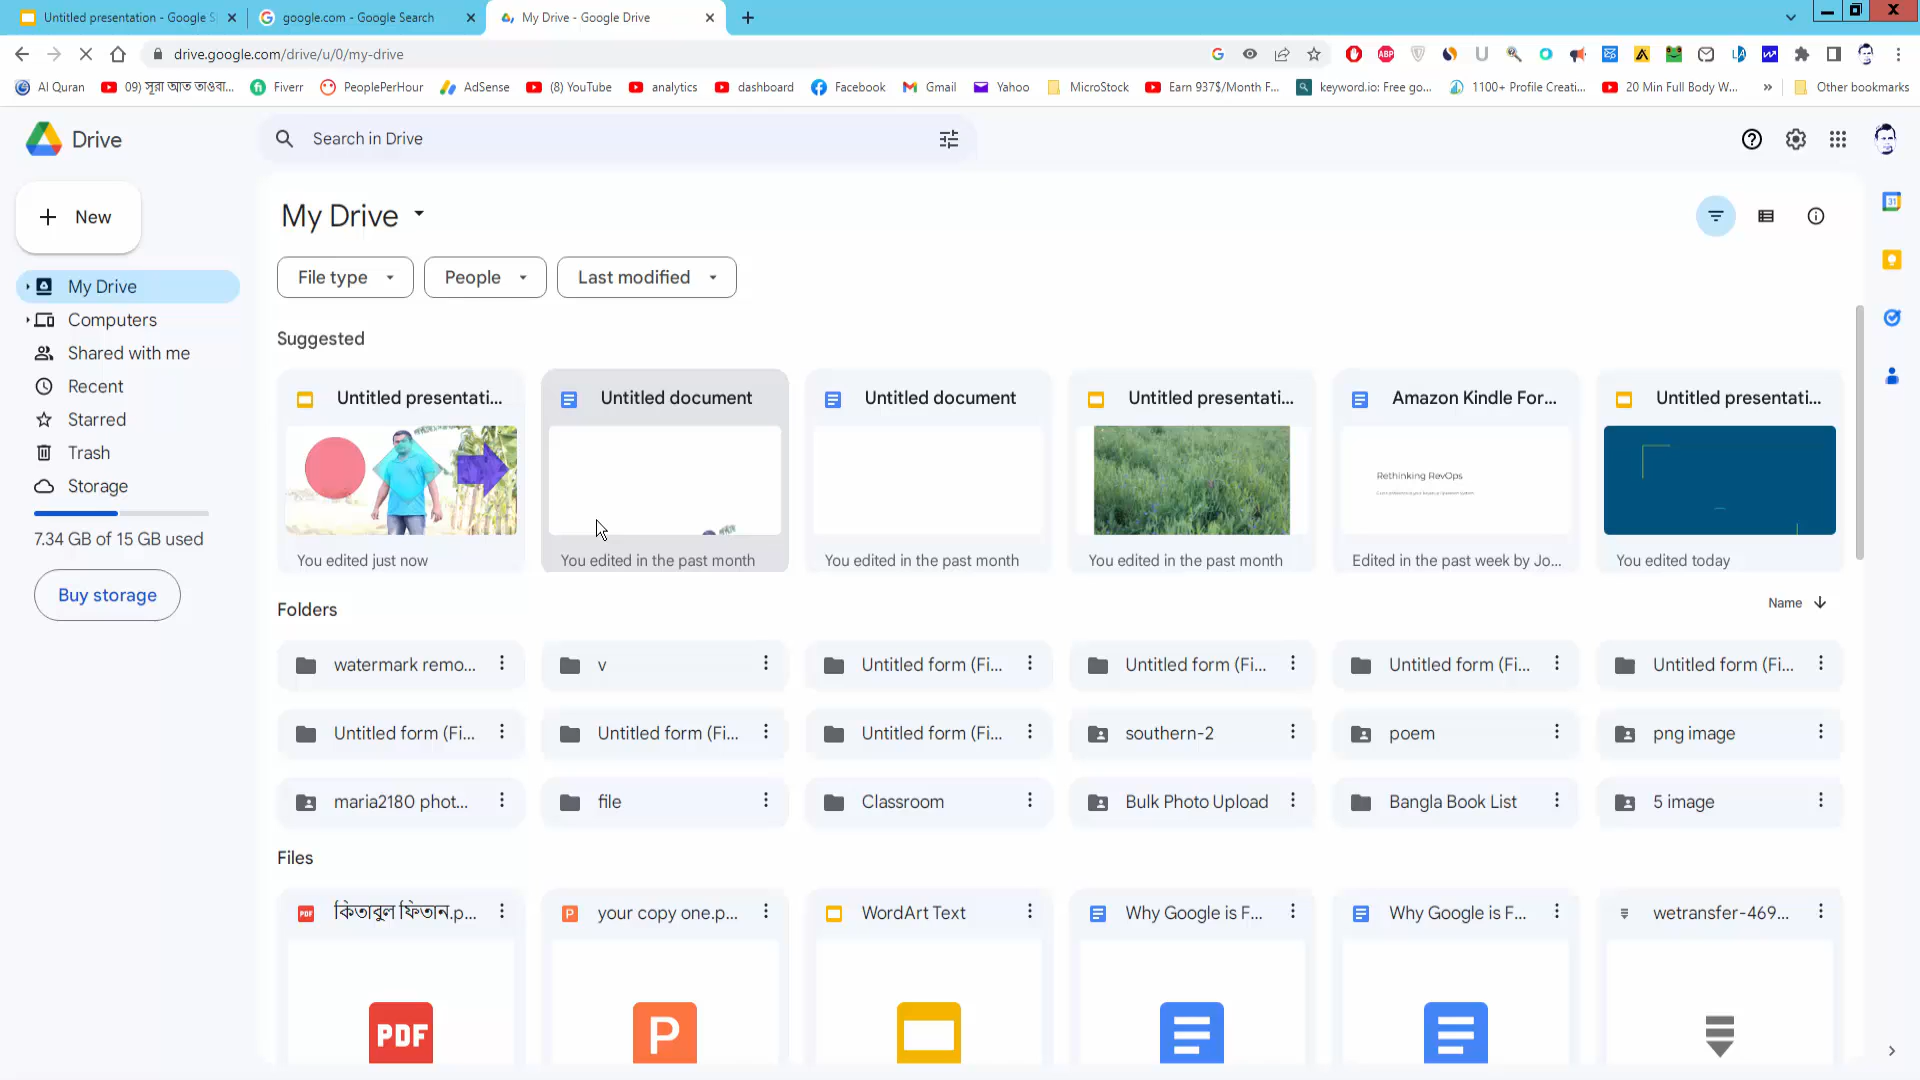 Untitled presentation - Google S
google.com - Google Search
My Drive - Google Drive
drive.google.com/drive/u/0/my-drive
Al Quran
09) সূরা আত তাওবা...
Fiverr
PeoplePerHour
AdSense
(8) YouTube
analytics
dashboard
Facebook
Gmail
Yahoo
MicroStock
Earn 937$/Month F...
keyword.io: Free go...
1100+ Profile Creati...
20 Min Full Body W...
»
Other bookmarks
Drive
Search in Drive
New
My Drive
Computers
Shared with me
Recent
Starred
Trash
Storage
7.34 GB of 15 GB used
Buy storage
My Drive
File type
People
Last modified
Suggested
Untitled presentati...
Untitled document
Untitled document
Untitled presentati...
Amazon Kindle For...
Untitled presentati...
Rethinking RevOps
You edited just now
You edited in the past month
You edited in the past month
You edited in the past month
Edited in the past week by Jo...
You edited today
Folders
Name
watermark remo...
v
Untitled form (Fi...
Untitled form (Fi...
Untitled form (Fi...
Untitled form (Fi...
Untitled form (Fi...
Untitled form (Fi...
Untitled form (Fi...
southern-2
poem
png image
maria2180 phot...
file
Classroom
Bulk Photo Upload
Bangla Book List
5 image
Files
কিতাবুল ফিতান.p...
your copy one.p...
WordArt Text
Why Google is F...
Why Google is F...
wetransfer-469...
PDF
P
31
ABP